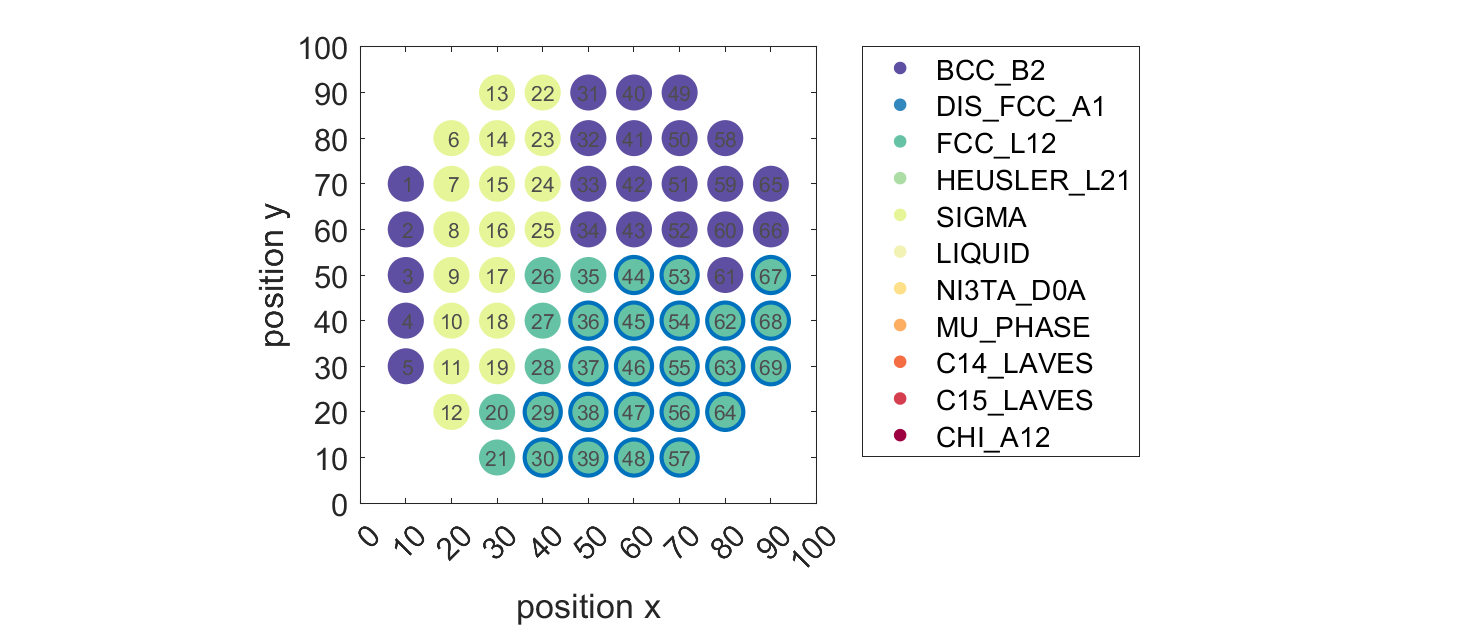 100
90 13 22 31 40 49
80 6 14 23 32 41 50 58
70 1 7 15 24 33 42 51 59 65
60 2 8 16 25 34 43 52 60 66
50 3 9 17 26 35 44 53 61 67
40 4 10 18 27 36 45 54 62 68
30 5 11 19 28 37 46 55 63 69
20 12 20 29 38 47 56 64
10 21 30 39 48 57
0
position y
0 10 20 30 40 50 60 70 80 90 100
position x
BCC_B2
DIS_FCC_A1
FCC_L12
HEUSLER_L21
SIGMA
LIQUID
NI3TA_D0A
MU_PHASE
C14_LAVES
C15_LAVES
CHI_A12